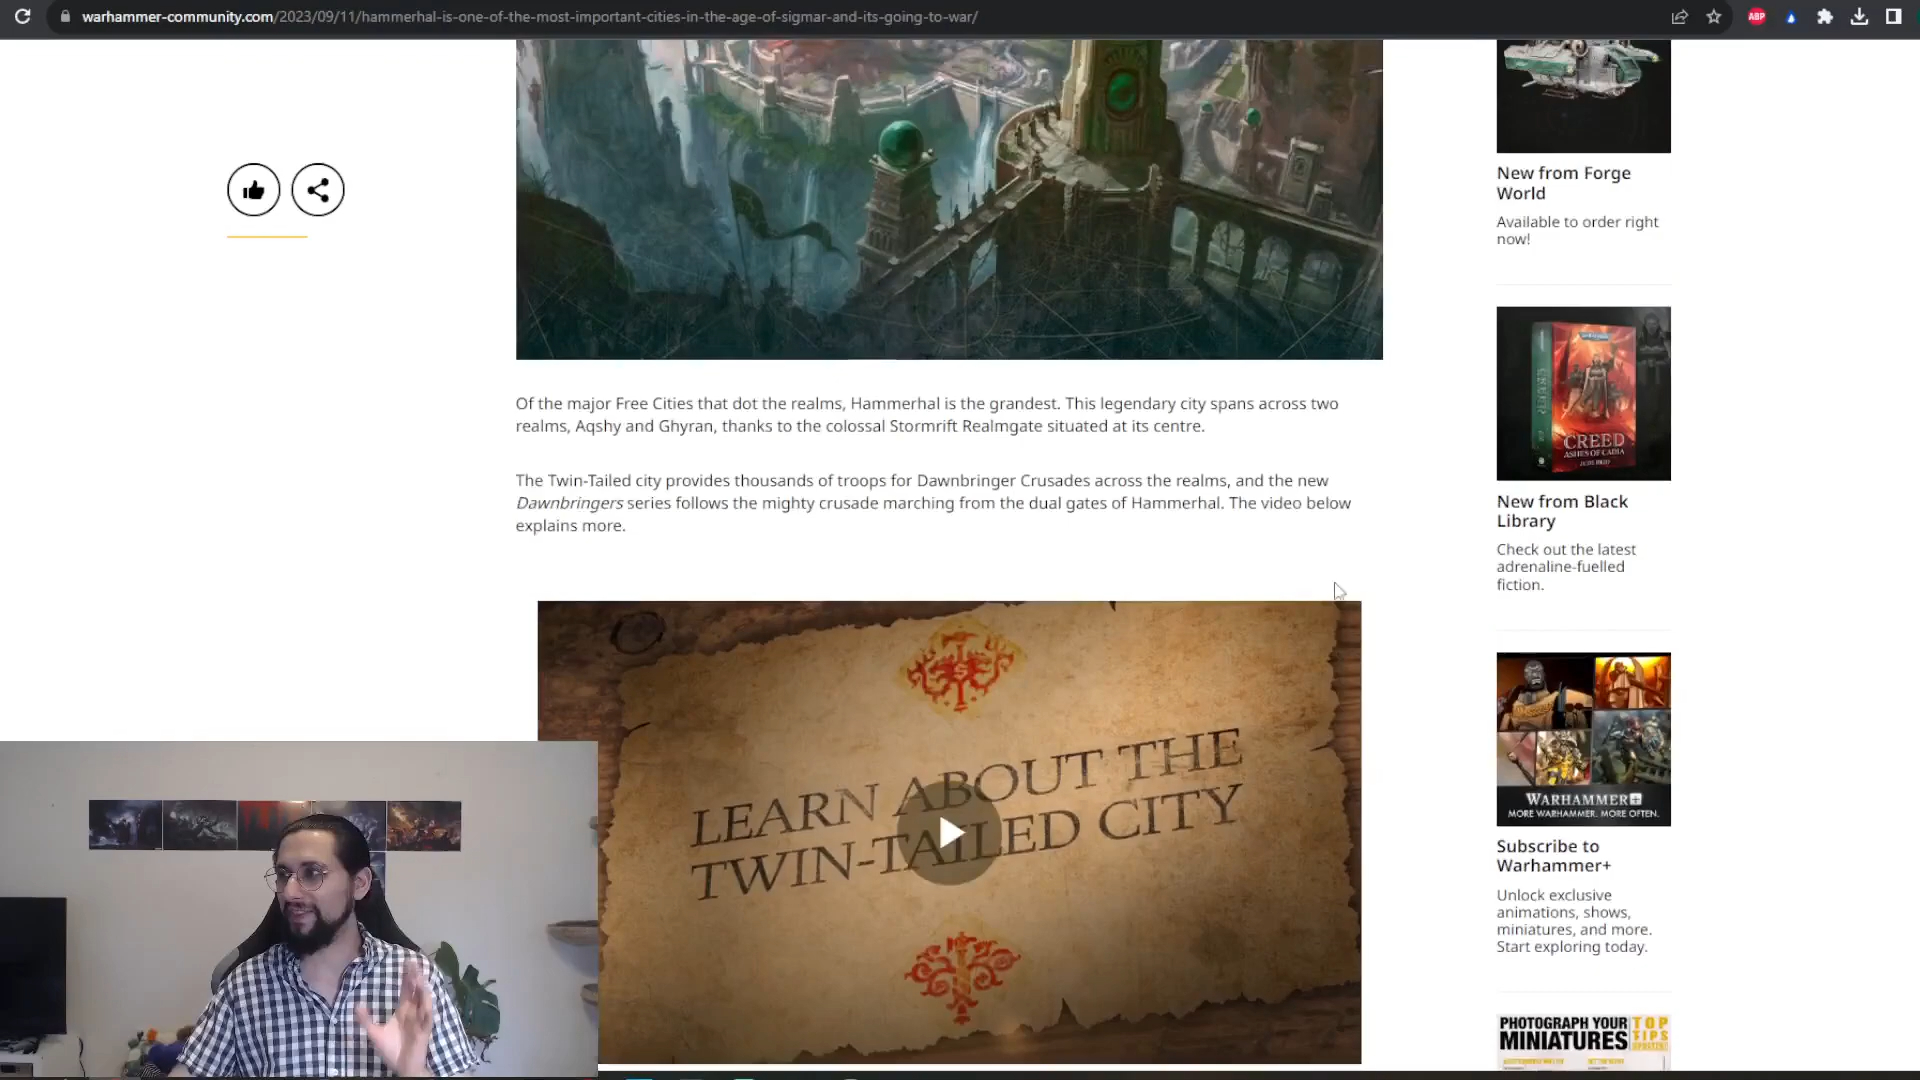 warhammer-community.com/2023/09/11/hammerhal-is-one-of-the-most-important-cities-in-the-age-of-sigmar-and-its-going-to-war/
ABP
Of the major Free Cities that dot the realms, Hammerhal is the grandest. This legendary city spans across two
realms, Aqshy and Ghyran, thanks to the colossal Stormrift Realmgate situated at its centre.
The Twin-Tailed city provides thousands of troops for Dawnbringer Crusades across the realms, and the new
Dawnbringers series follows the mighty crusade marching from the dual gates of Hammerhal. The video below
explains more.
LEARN ABOUT THE
TWIN-TAILED CITY
New from Forge
World
Available to order right
now!
CREED
ASHES OF CADIA
New from Black
Library
Check out the latest
adrenaline-fuelled
fiction.
WARHAMMER+
MORE WARHAMMER. MORE OFTEN.
Subscribe to
Warhammer+
Unlock exclusive
animations, shows,
miniatures, and more.
Start exploring today.
PHOTOGRAPH YOUR
MINIATURES
TOP
TIPS